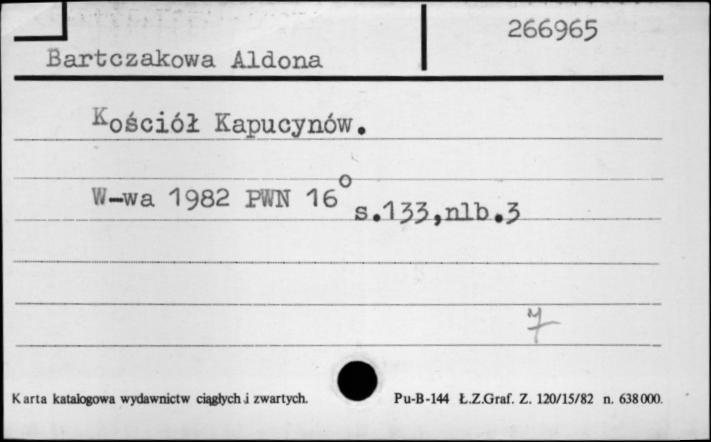 266965
Bartczakowa Aldona
Kościół Kapucynów.
W-wa 1982 PWN 16° s.133,nlb.3
Karta katalogowa wydawnictw ciągłych i zwartych.
Pu-B-144 Ł.Z.Graf. Z. 120/15/82 n. 638000.